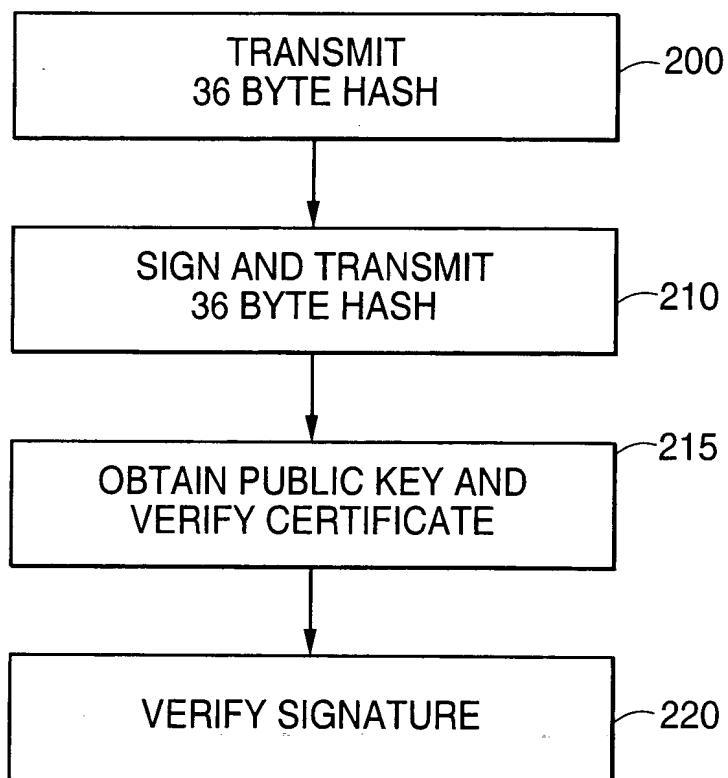 TRANSMIT
36 BYTE HASH
200
SIGN AND TRANSMIT
36 BYTE HASH
210
215
OBTAIN PUBLIC KEY AND
VERIFY CERTIFICATE
VERIFY SIGNATURE
220